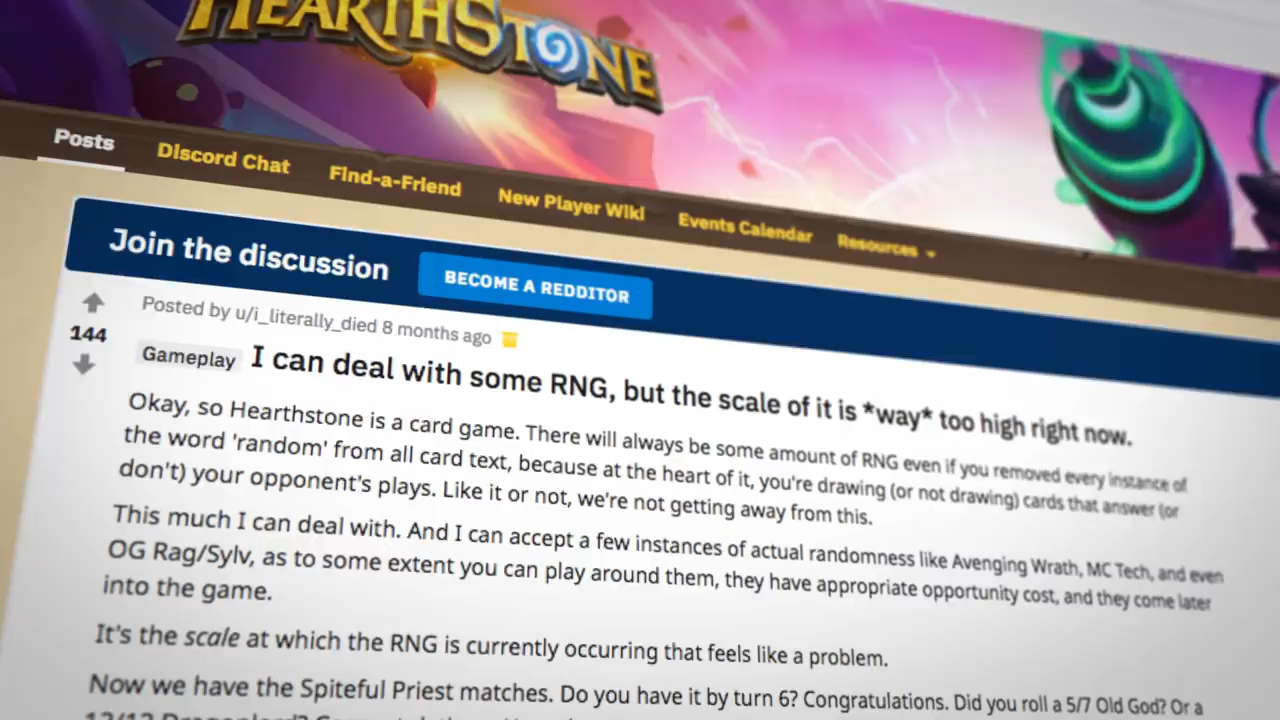 HEARTHSTONE
Posts Discord Chat Find-a-Friend New Player Wiki Events Calendar Resources
Join the discussion BECOME A REDDITOR
Posted by u/i_literally_died 8 months ago
144
Gameplay I can deal with some RNG, but the scale of it is *way* too high right now.
Okay, so Hearthstone is a card game. There will always be some amount of RNG even if you removed every instance of
the word 'random' from all card text, because at the heart of it, you're drawing (or not drawing) cards that answer (or
don't) your opponent's plays. Like it or not, we're not getting away from this.
This much I can deal with. And I can accept a few instances of actual randomness like Avenging Wrath, MC Tech, and even
OG Rag/Sylv, as to some extent you can play around them, they have appropriate opportunity cost, and they come later
into the game.
It's the scale at which the RNG is currently occurring that feels like a problem.
Now we have the Spiteful Priest matches. Do you have it by turn 6? Congratulations. Did you roll a 5/7 Old God? Or a